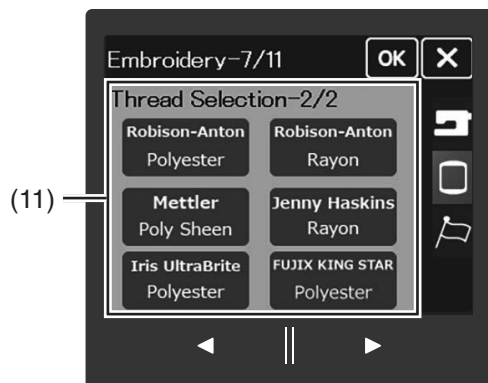 Embroidery-7/11
OK
Thread Selection-2/2
Robison-Anton
Polyester
Robison-Anton
Rayon
(11)
Mettler
Poly Sheen
Jenny Haskins
Rayon
Iris UltraBrite
Polyester
FUJIX KING STAR
Polyester